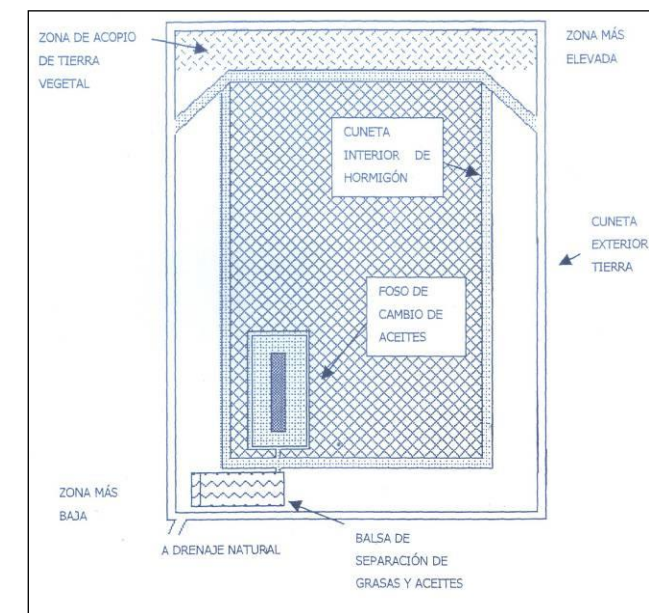 ZONA DE ACOPIO
DE TIERRA
VEGETAL
ZONA MÁS
ELEVADA
CUNETA
INTERIOR DE
HORMIGÓN
CUNETA
EXTERIOR
TIERRA
FOSO DE
CAMBIO DE
ACEITES
ZONA MÁS
BAJA
A DRENAJE NATURAL
BALSA DE
SEPARACIÓN DE
GRASAS Y ACEITES